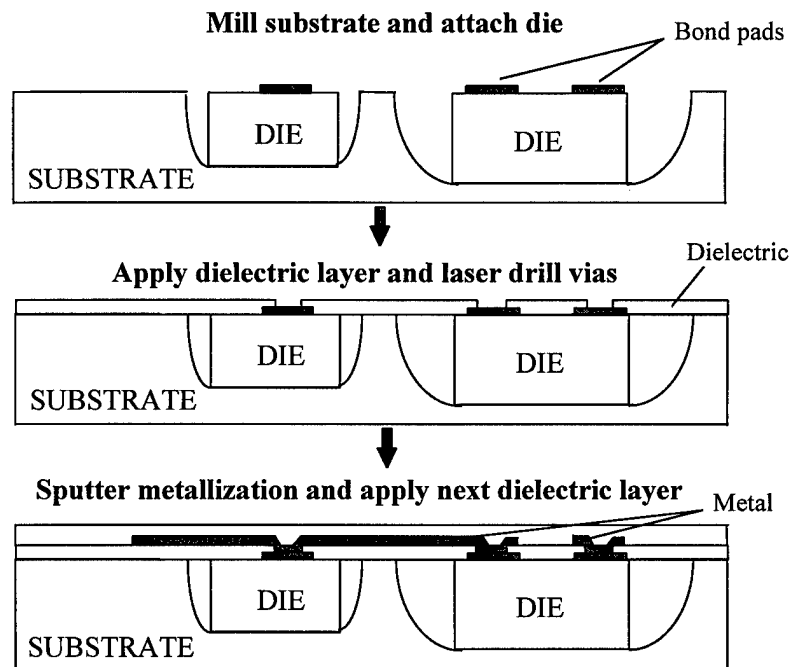 Mill substrate and attach die
Bond pads
DIE
DIE
SUBSTRATE
Apply dielectric layer and laser drill vias
Dielectric
DIE
DIE
SUBSTRATE
Sputter metallization and apply next dielectric layer
Metal
DIE
DIE
SUBSTRATE